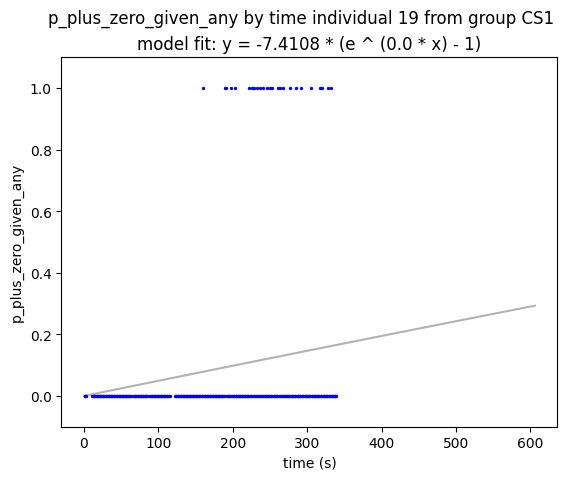 p_plus_zero_given_any by time individual 19 from group CS1
model fit: y = -7.4108 * (e ^ (0.0 * x) - 1)
1.0
0.8
0.6
0.4
0.2
0.0
p_plus_zero_given_any
0 100 200 300 400 500 600
time (s)